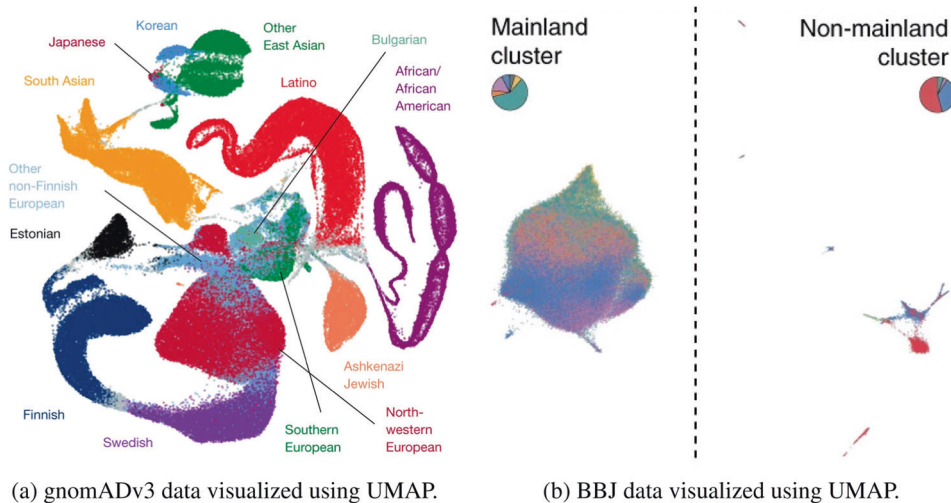 Korean
Other
East Asian
Japanese
Bulgarian
African/
African
American
South Asian
Latino
Other
non-Finnish
European
Estonian
Ashkenazi
Jewish
Finnish
Swedish
Southern
European
North-
western
European
(a) gnomADv3 data visualized using UMAP.
Mainland
cluster
Non-mainland
cluster
(b) BBJ data visualized using UMAP.